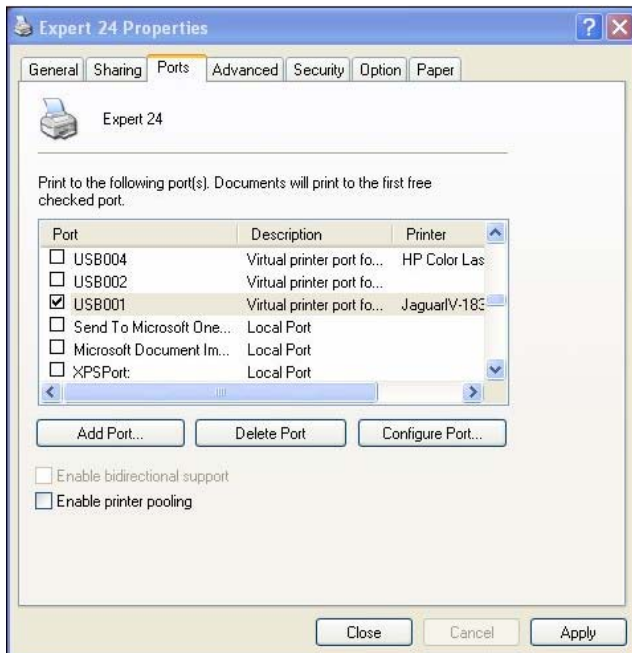 Expert 24 Properties
General Sharing Ports Advanced Security Option Paper
Expert 24
Print to the following port(s). Documents will print to the first free
checked port.
Port Description Printer
USB004 Virtual printer port fo... HP Color Las
USB002 Virtual printer port fo...
USB001 Virtual printer port fo... JaguarIV-183
Send To Microsoft One... Local Port
Microsoft Document Im... Local Port
XPSPort: Local Port
Add Port... Delete Port Configure Port...
Enable bidirectional support
Enable printer pooling
Close Cancel Apply